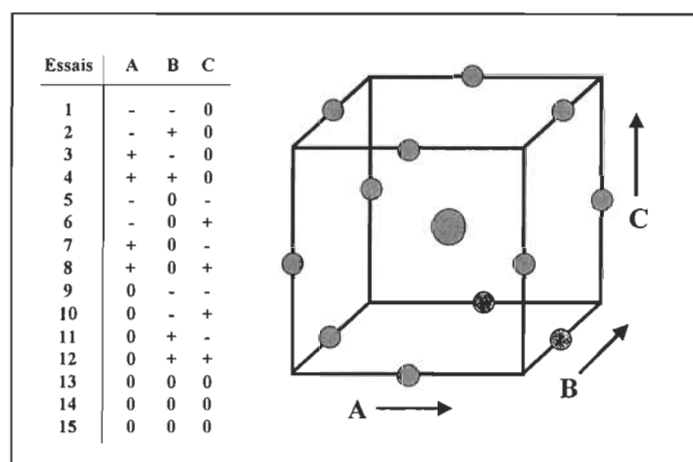 Essais A B C
1 - - 0
2 - + 0
3 + - 0
4 + + 0
5 - 0 -
6 - 0 +
7 + 0 -
8 + 0 +
9 0 - -
10 0 - +
11 0 + -
12 0 + +
13 0 0 0
14 0 0 0
15 0 0 0
C
B
A